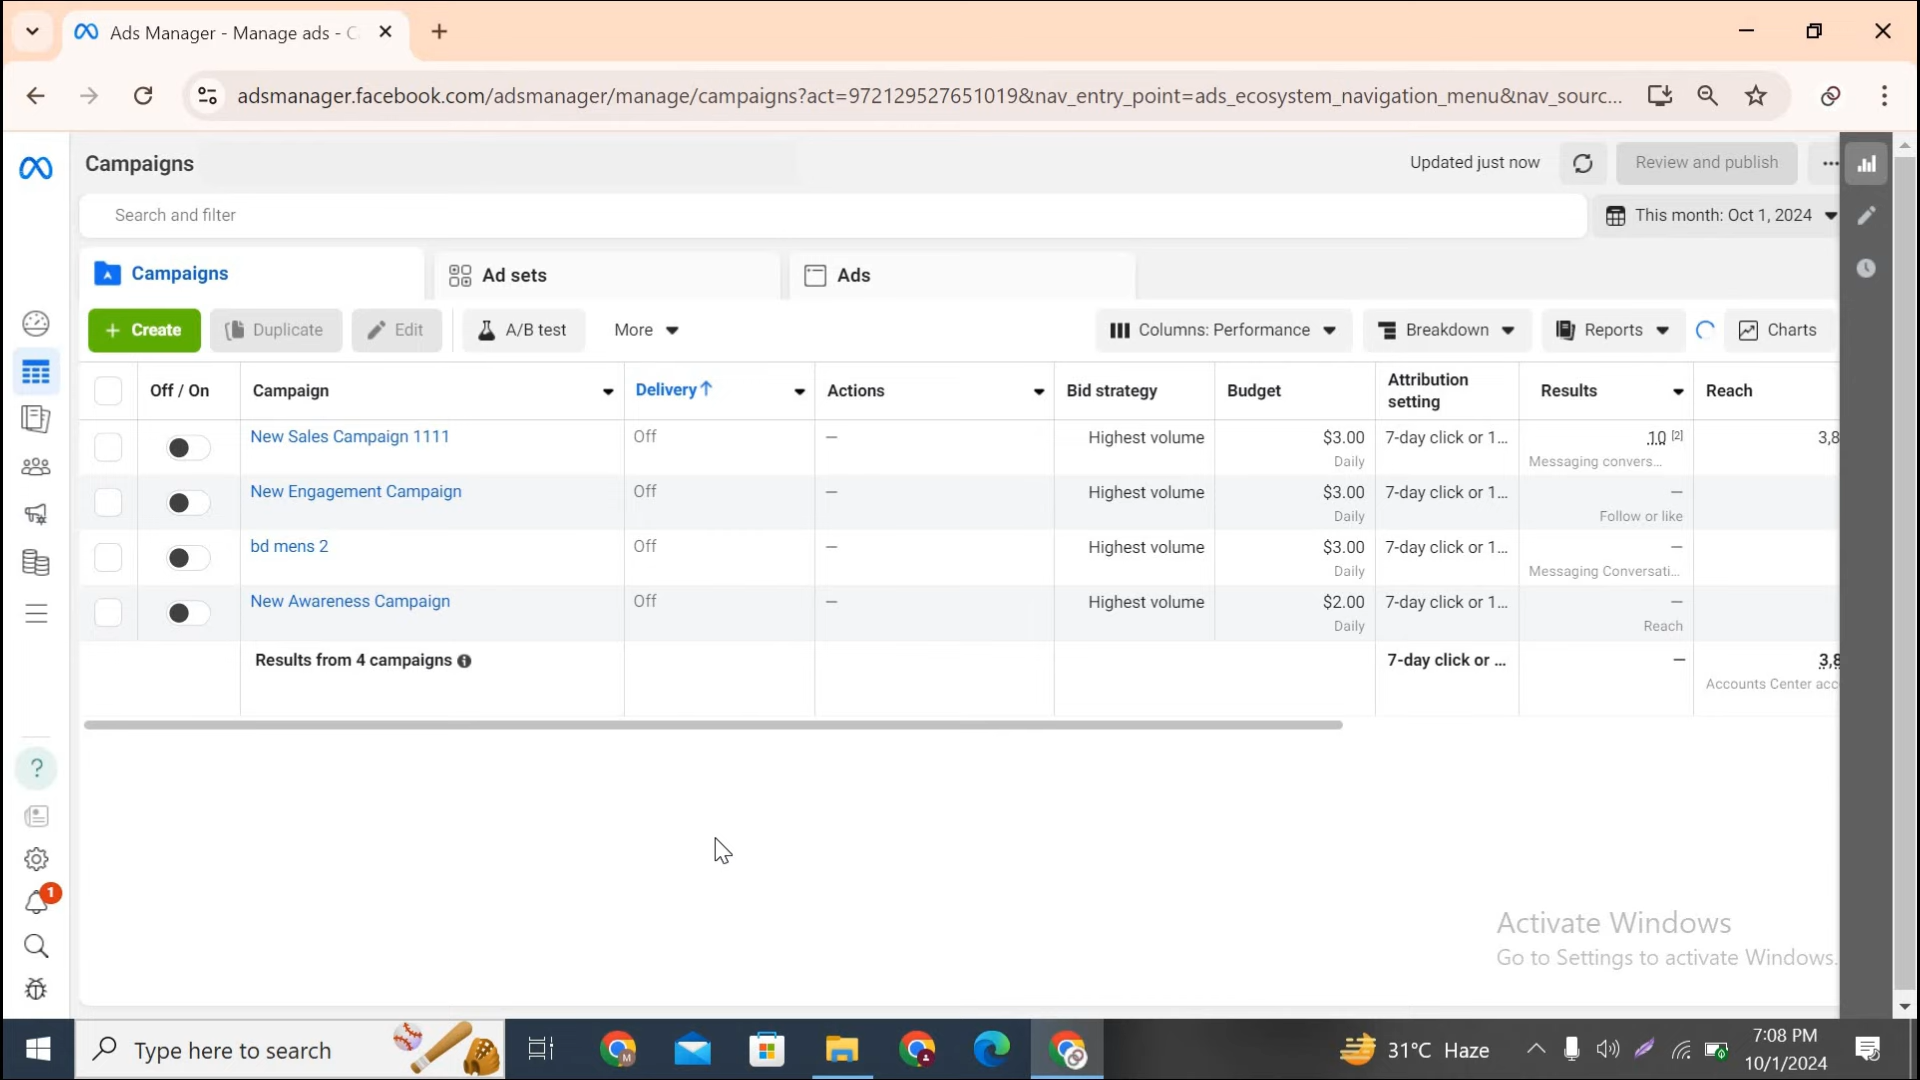 Ads Manager - Manage ads - C
adsmanager.facebook.com/adsmanager/manage/campaigns?act=972129527651019&nav_entry_point=ads_ecosystem_navigation_menu&nav_sourc...
Campaigns
Updated just now
Review and publish
Search and filter
This month: Oct 1, 2024
Campaigns
Ad sets
Ads
+ Create
Duplicate
Edit
A/B test
More
Columns: Performance
Breakdown
Reports
Charts
Off / On
Campaign
Delivery↑
Actions
Bid strategy
Budget
Attribution
setting
Results
Reach
New Sales Campaign 1111
Off
—
Highest volume
$3.00
Daily
7-day click or 1...
10 [2]
Messaging convers...
3,8
New Engagement Campaign
Off
—
Highest volume
$3.00
Daily
7-day click or 1...
—
Follow or like
bd mens 2
Off
—
Highest volume
$3.00
Daily
7-day click or 1...
—
Messaging Conversati...
New Awareness Campaign
Off
—
Highest volume
$2.00
Daily
7-day click or 1...
—
Reach
Results from 4 campaigns
7-day click or ...
—
3,8
Accounts Center acc
?
1
Activate Windows
Go to Settings to activate Windows.
Type here to search
M
31°C Haze
7:08 PM
10/1/2024